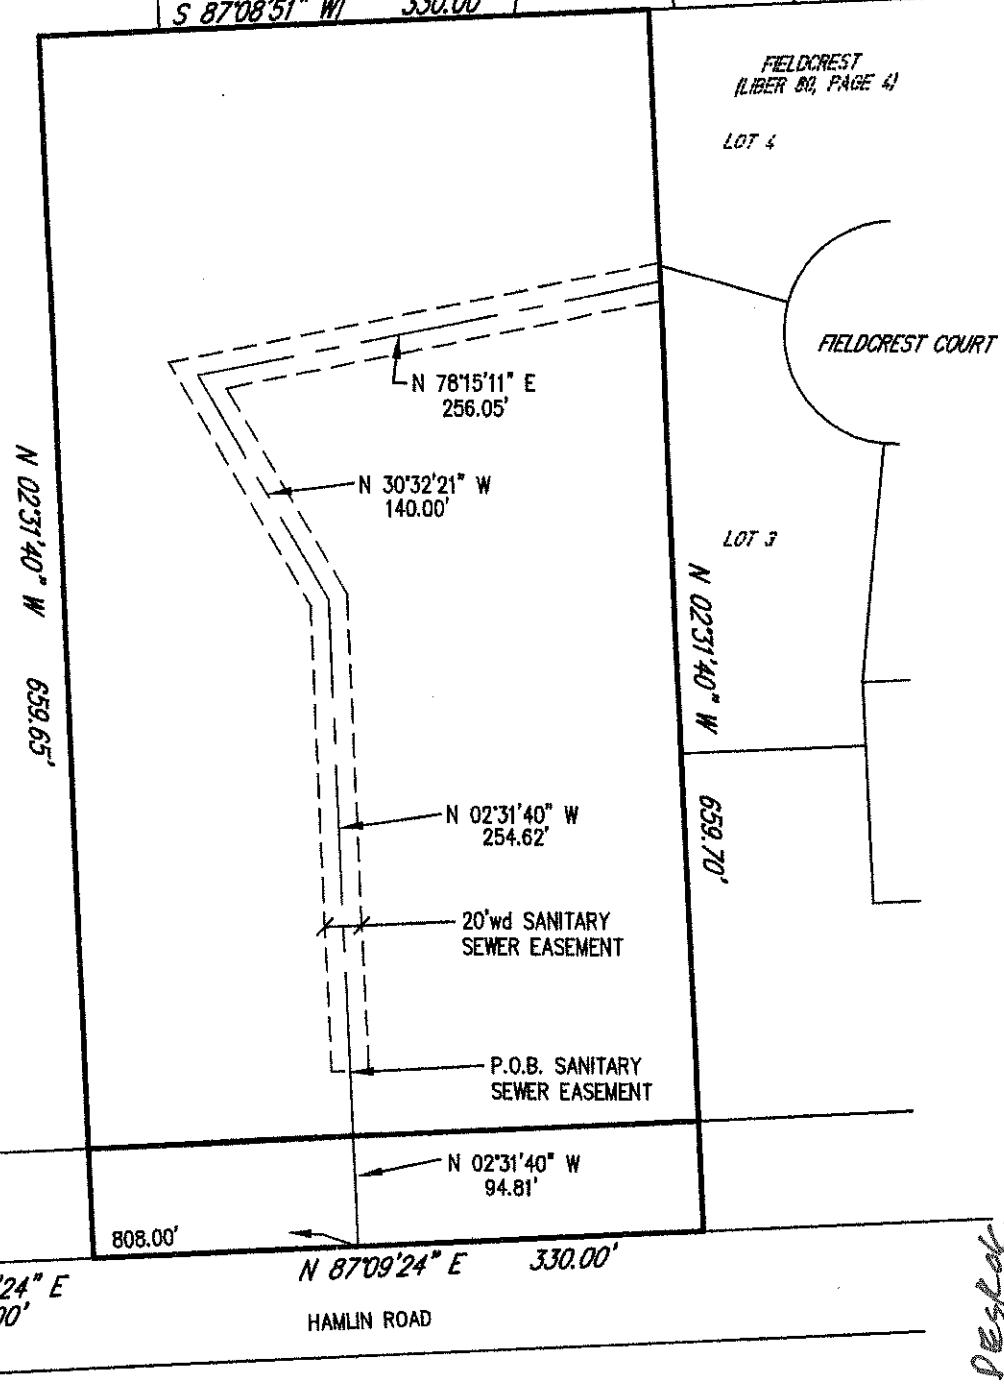 S 87°08'51" W
330.00'
FIELDCREST
(LIBER 80, PAGE 4)
LOT 4
FIELDCREST COURT
N 78°15'11" E
256.05'
N 30°32'21" W
140.00'
LOT 3
N 02°31'40" W 659.65'
N 02°31'40" W 659.70'
N 02°31'40" W
254.62'
20'wd SANITARY
SEWER EASEMENT
P.O.B. SANITARY
SEWER EASEMENT
N 02°31'40" W
94.81'
808.00'
'24" E
00'
N 87°09'24" E 330.00'
HAMLIN ROAD